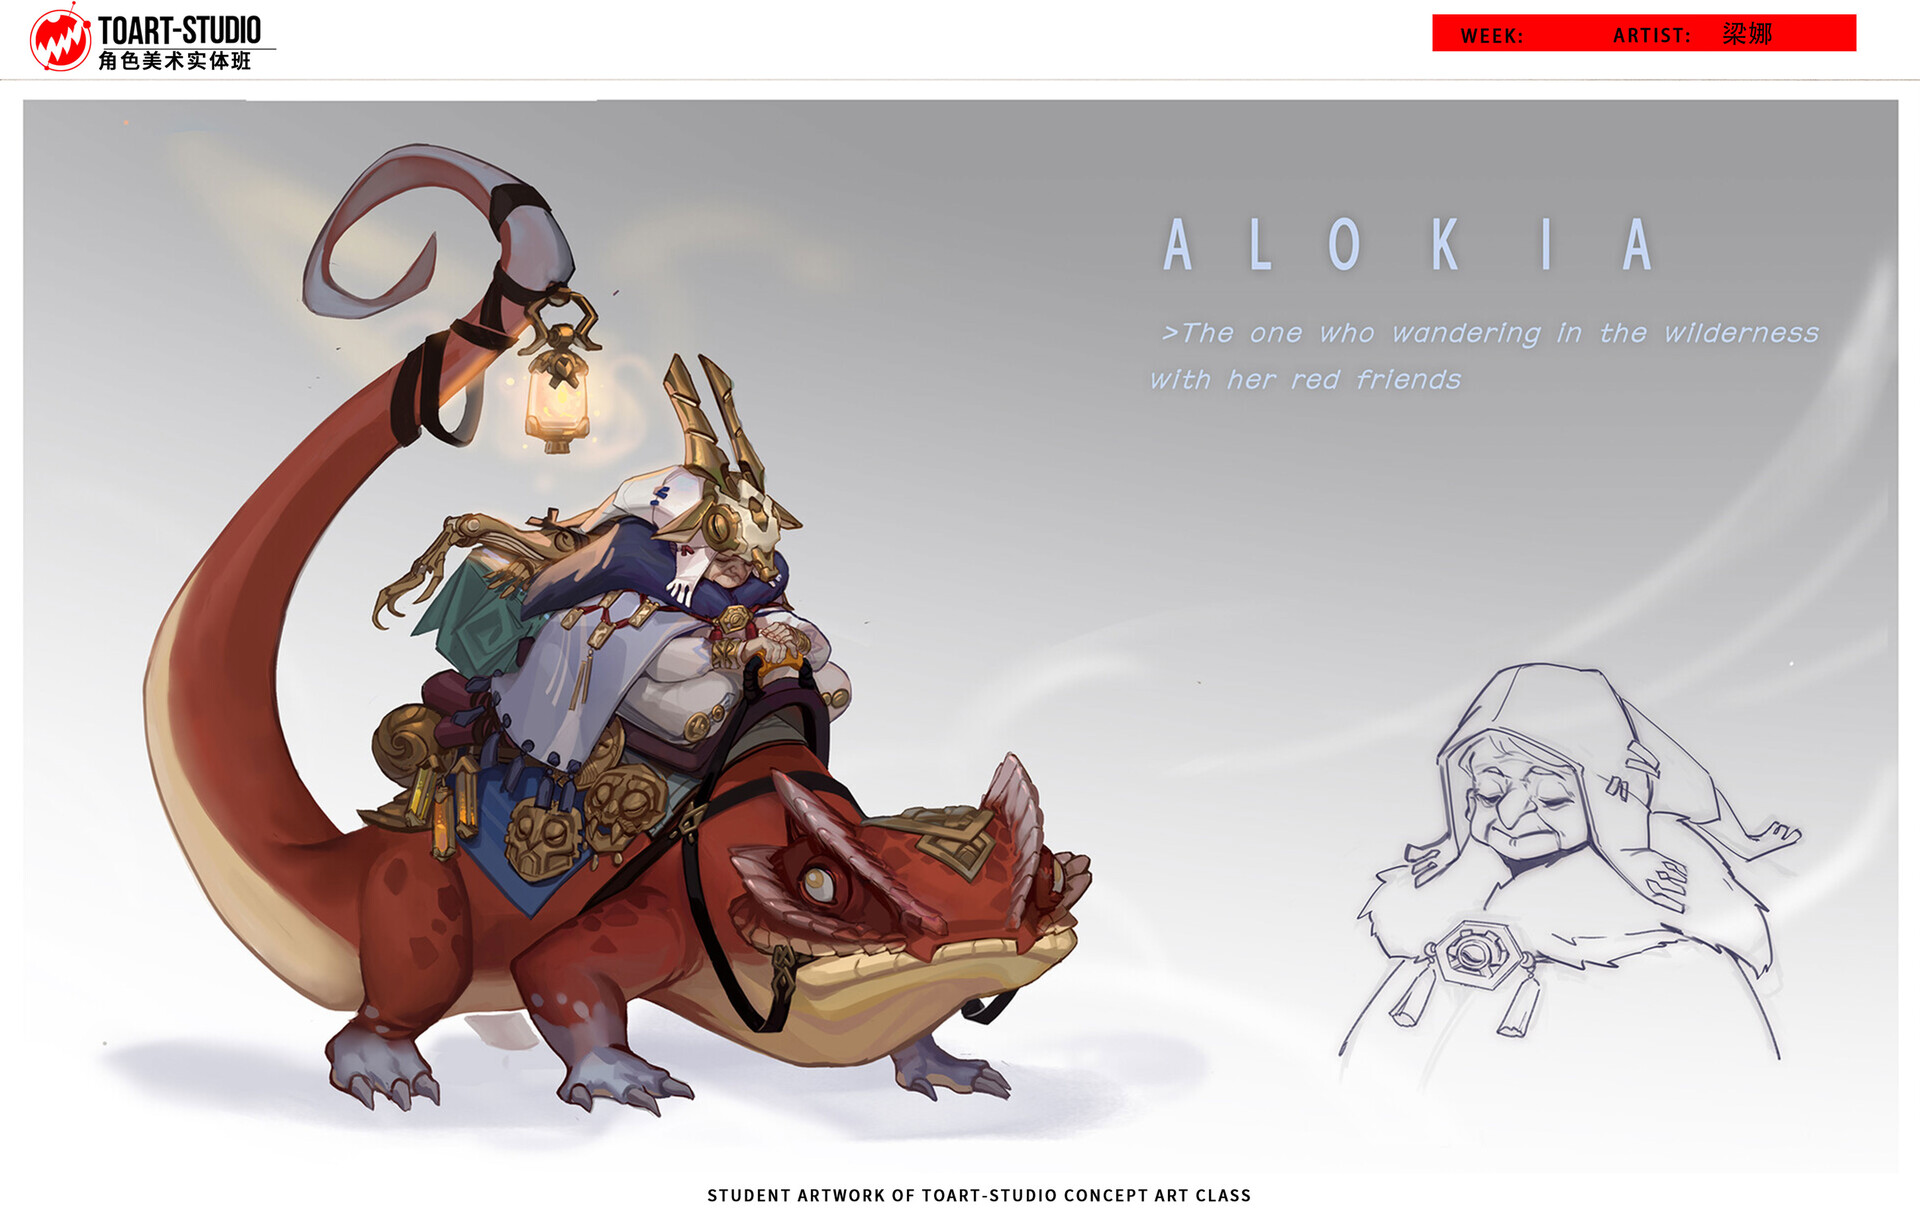 TOART-STUDIO
角色美术实体班
WEEK: ARTIST: 梁娜
ALOKIA
>The one who wandering in the wilderness
with her red friends
STUDENT ARTWORK OF TOART-STUDIO CONCEPT ART CLASS